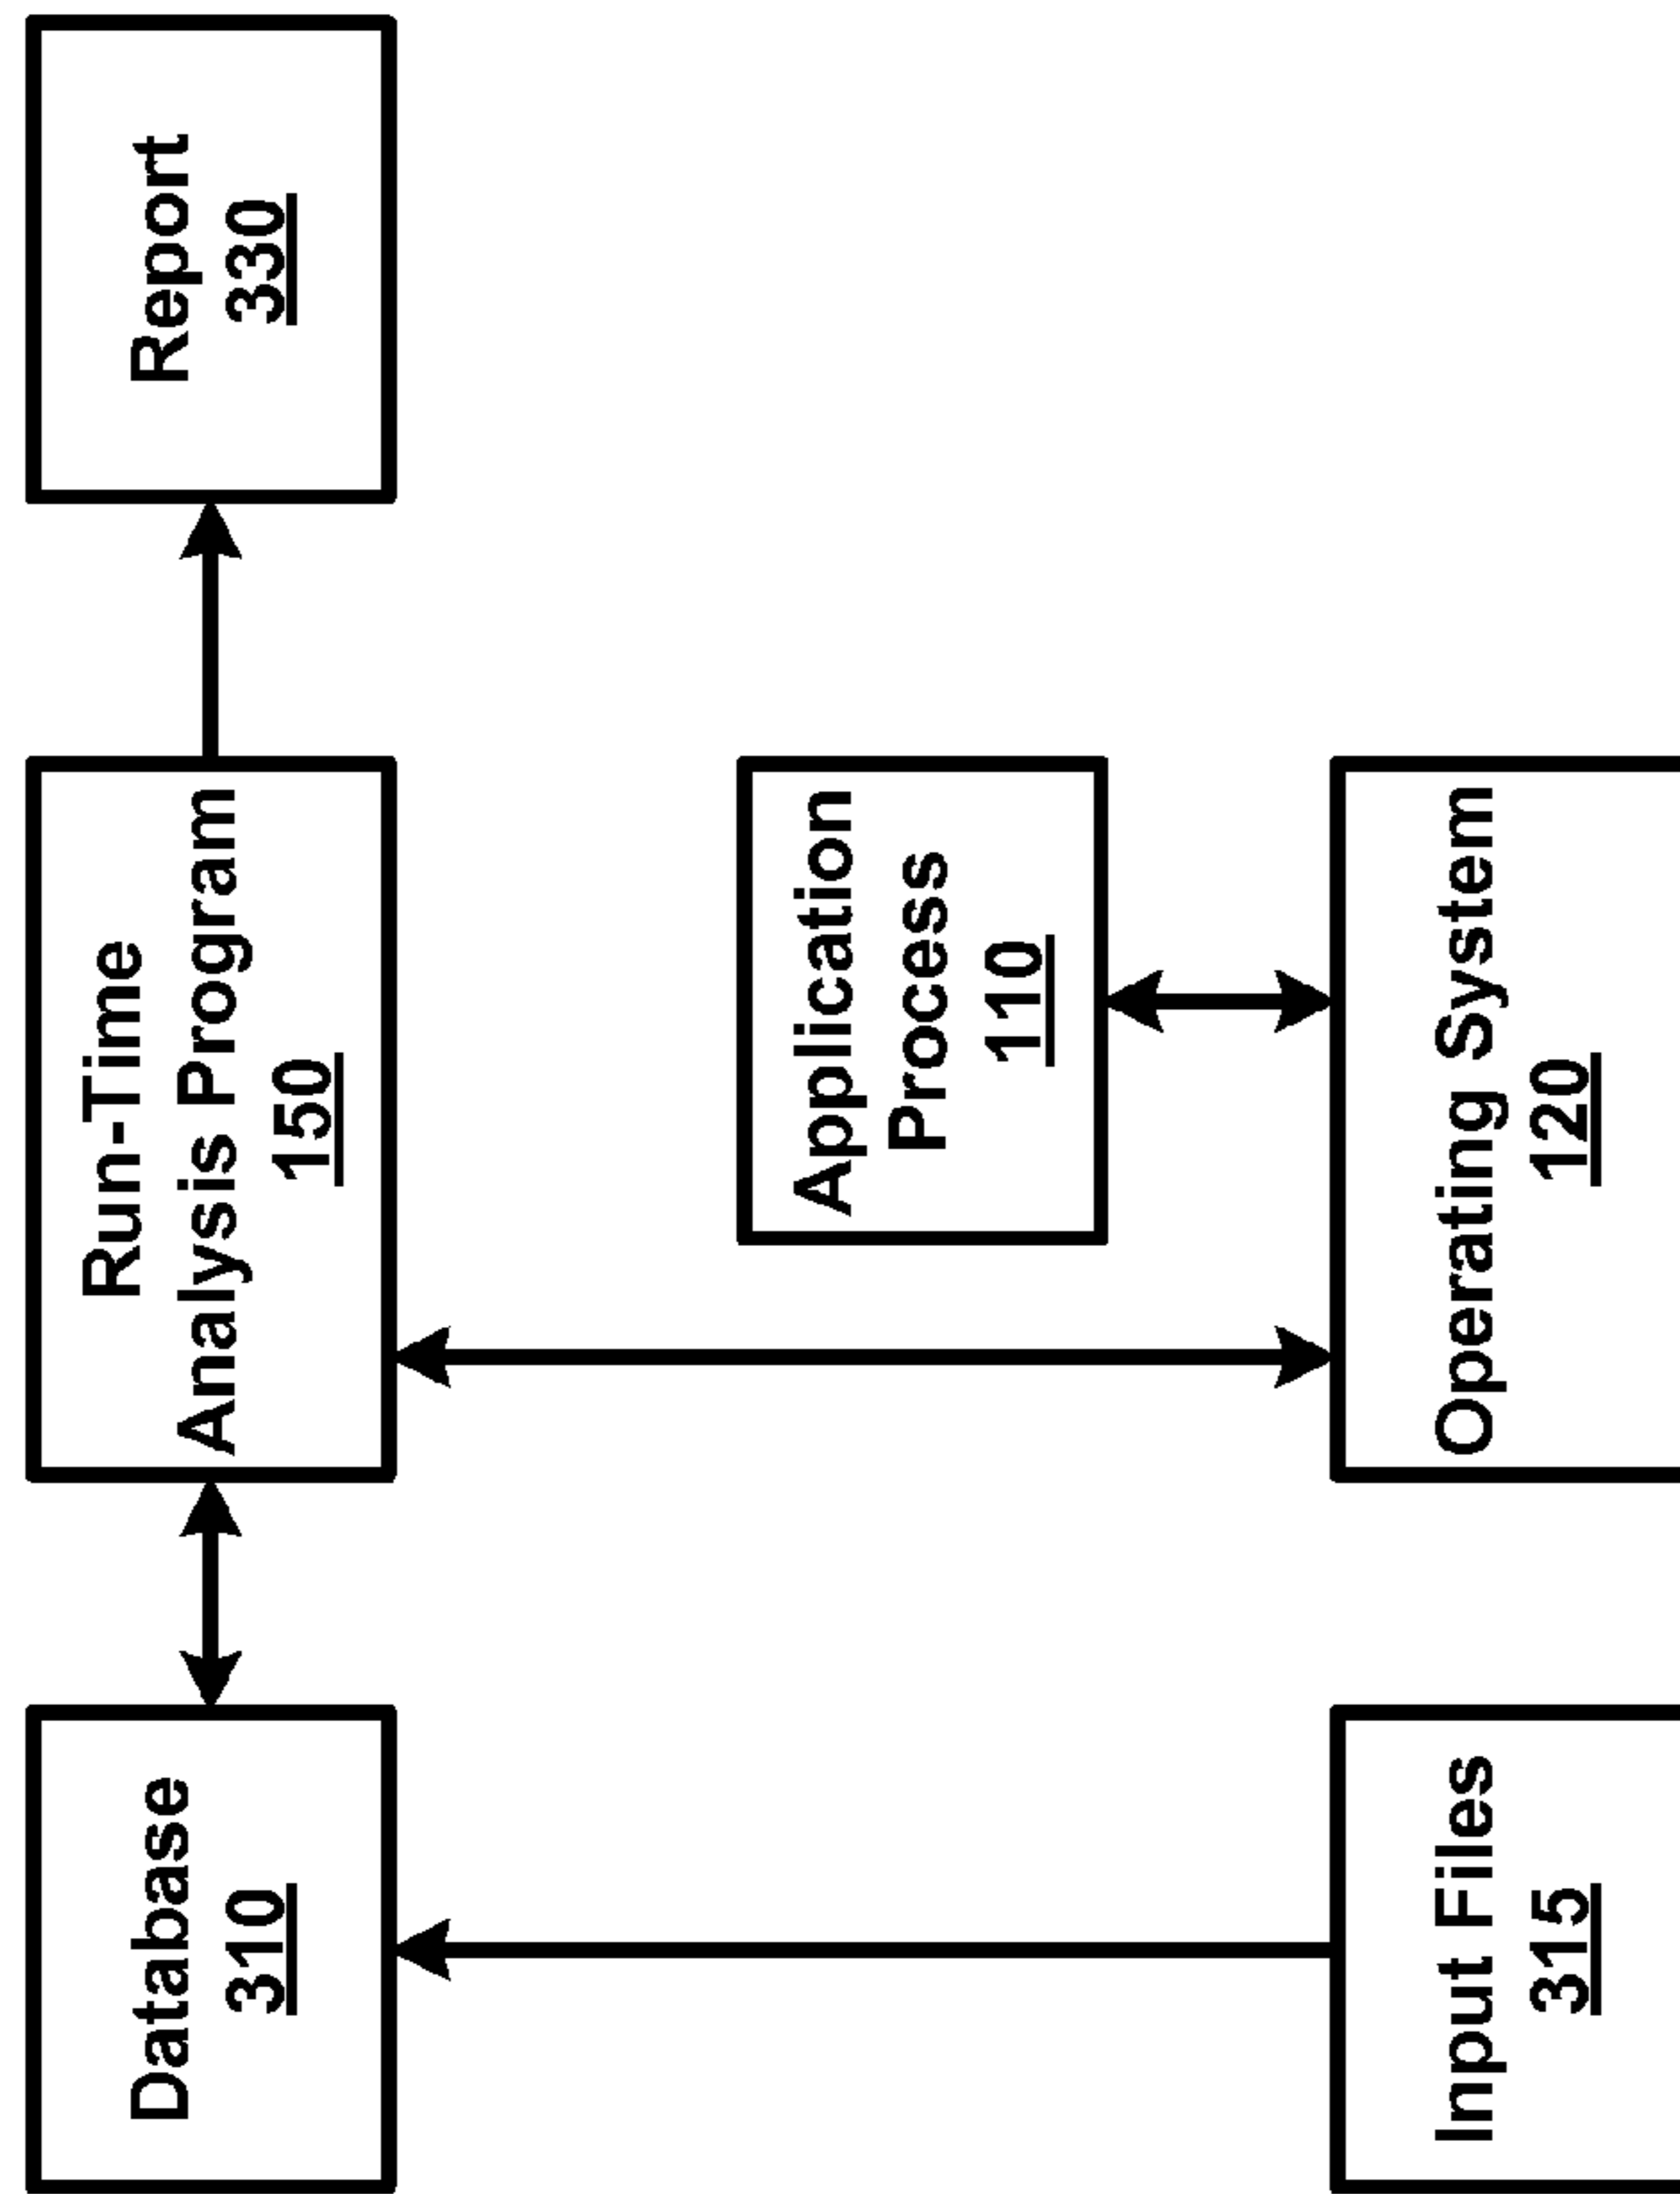 Database
310
Run-Time
Analysis Program
150
Report
330
Application
Process
110
Input Files
315
Operating System
120